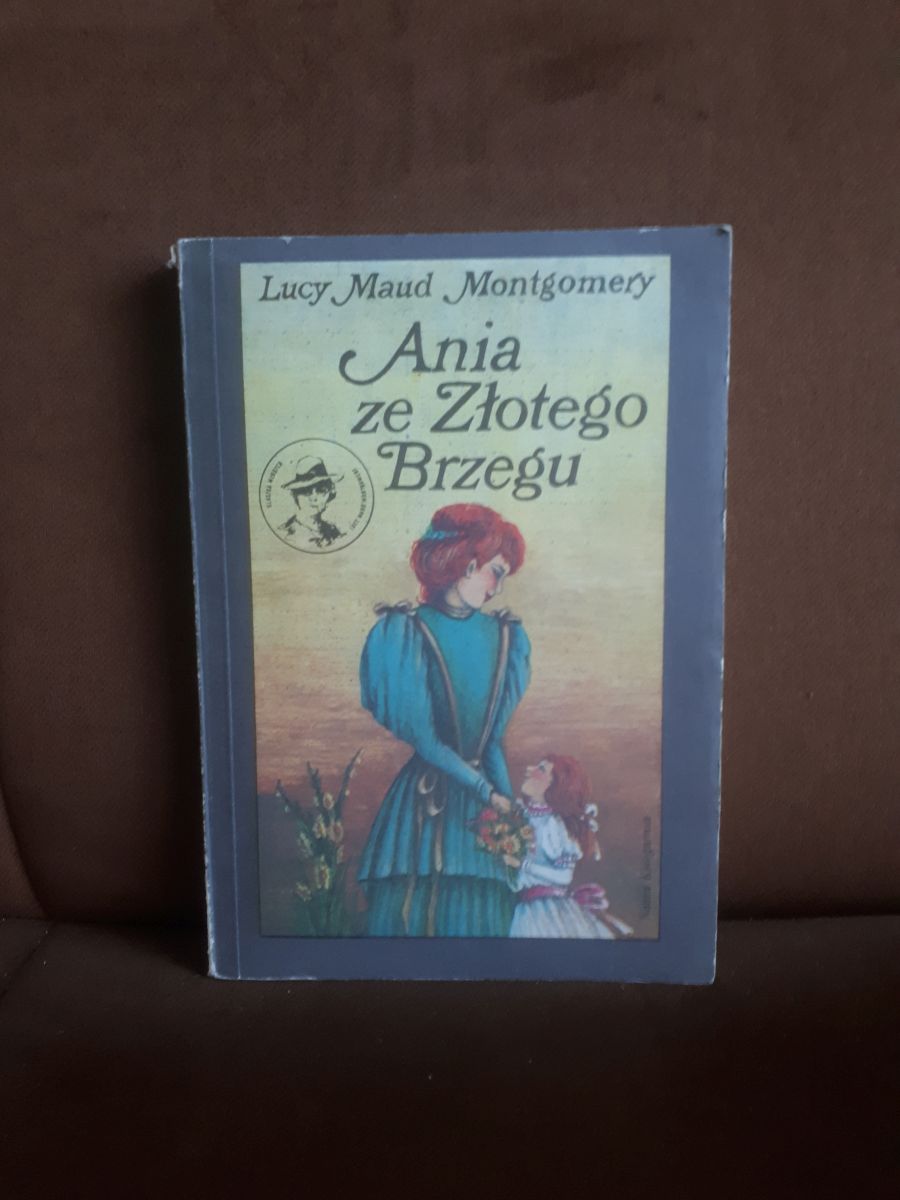 Lucy Maud Montgomery
Ania
ze Złotego
Brzegu